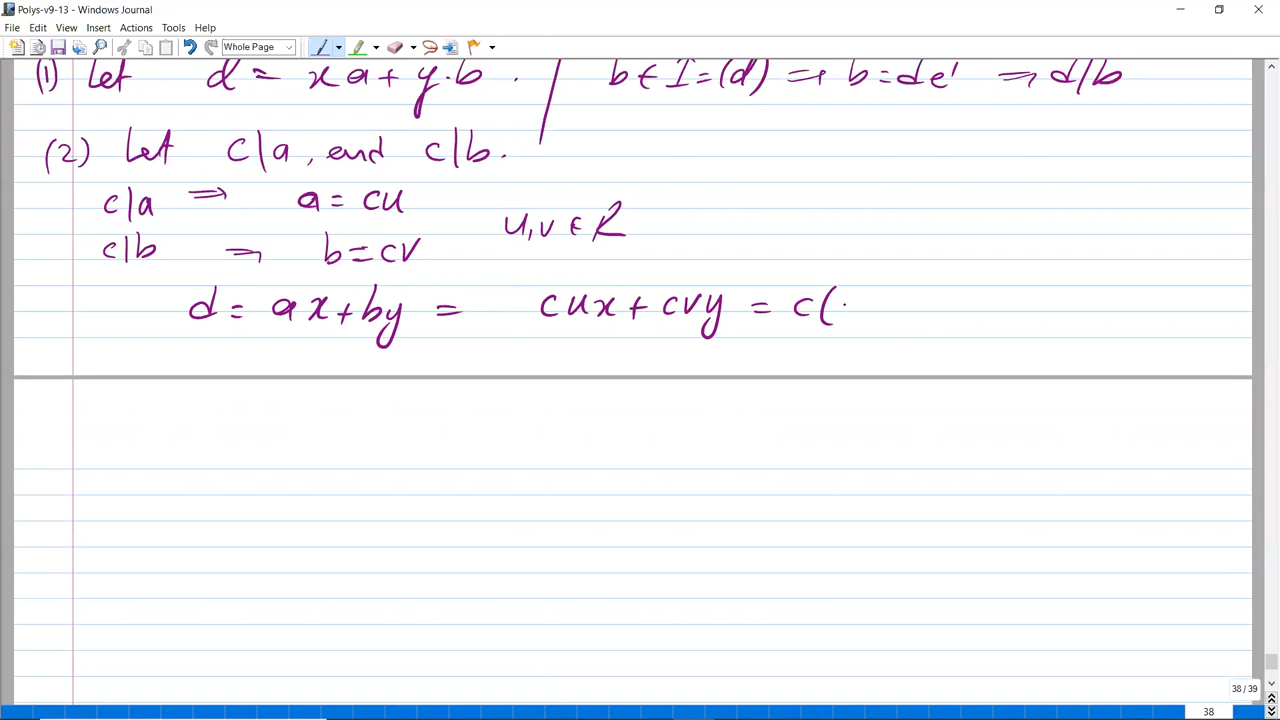 Polys-v9-13 - Windows Journal
File Edit View Insert Actions Tools Help
Whole Page
(1) Let d = xa + y.b . / b ∈ I = (d) ⇒ b = de' ⇒ d/b
(2) Let c|a, and c|b.
c|a ⇒ a = cu
u,v ∈ R
c|b ⇒ b = cv
d = ax + by = cux + cvy = c(
38 / 39
38